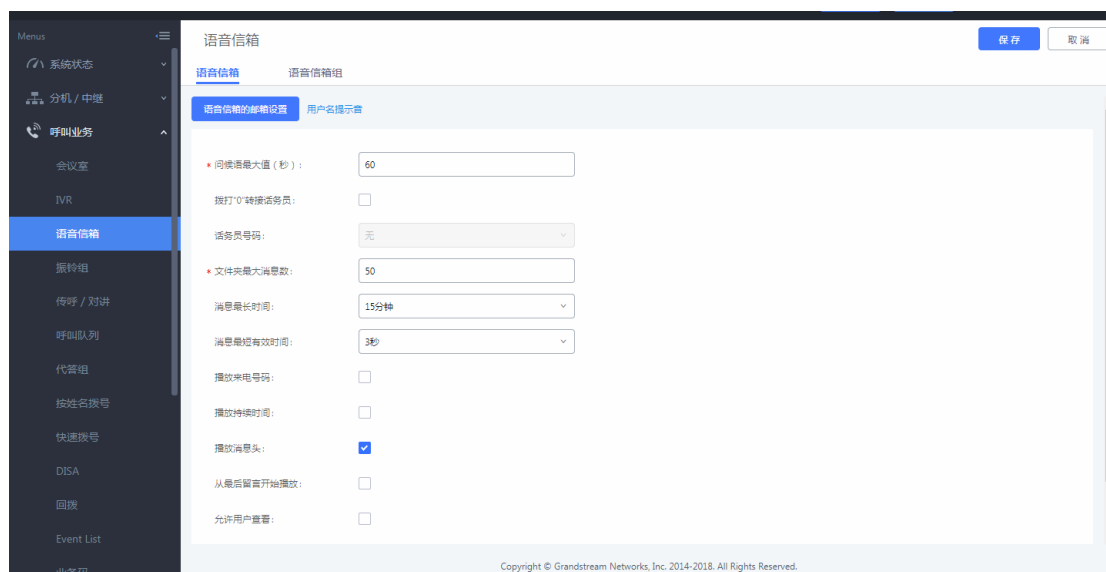 Menus
系统状态
分机 / 中继
呼叫业务
会议室
IVR
语音信箱
振铃组
传呼 / 对讲
呼叫队列
代答组
按姓名拨号
快速拨号
DISA
回拨
Event List
业务码
语音信箱
保存
取消
语音信箱
语音信箱组
语音信箱的邮箱设置
用户名提示音
* 问候语最大值（秒）: 60
拨打"0"转接话务员:
话务员号码: 无
* 文件夹最大消息数: 50
消息最长时间: 15分钟
消息最短有效时间: 3秒
播放来电号码:
播放持续时间:
播放消息头:
从最后留言开始播放:
允许用户查看:
Copyright © Grandstream Networks, Inc. 2014-2018. All Rights Reserved.